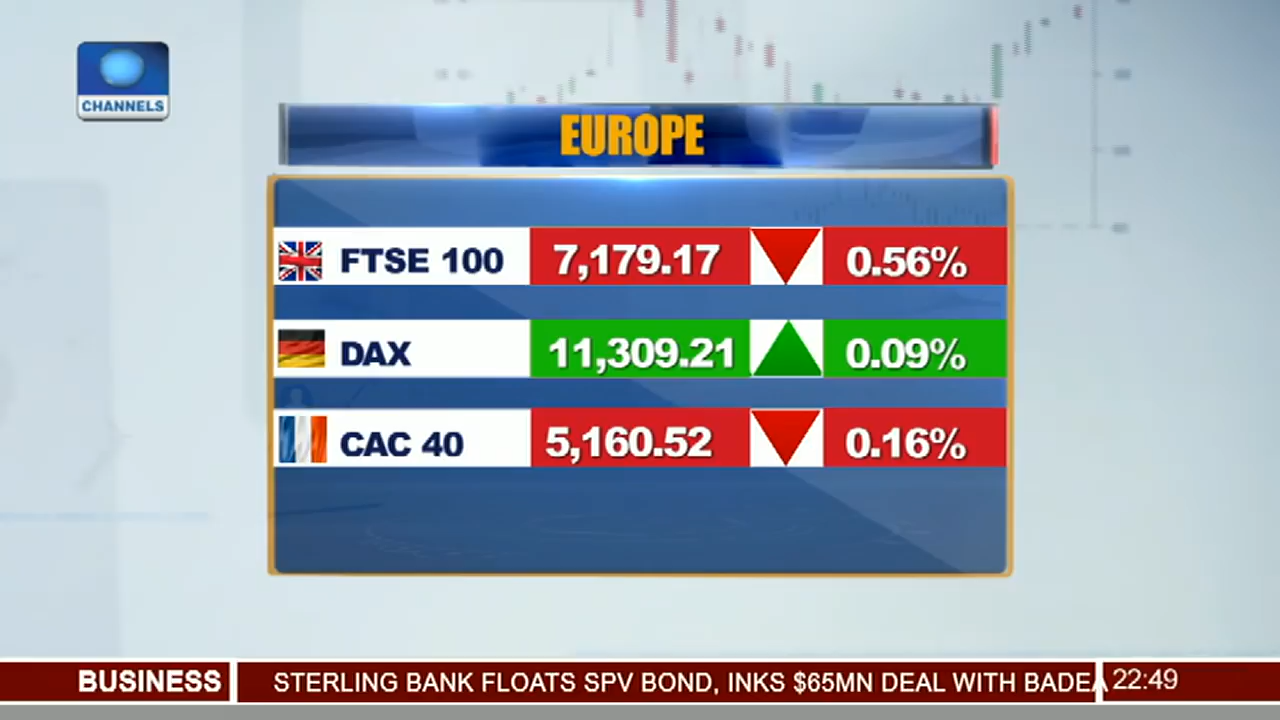 CHANNELS
EUROPE
FTSE 100 7,179.17 0.56%
DAX 11,309.21 0.09%
CAC 40 5,160.52 0.16%
BUSINESS STERLING BANK FLOATS SPV BOND, INKS $65MN DEAL WITH BADEA 22:49